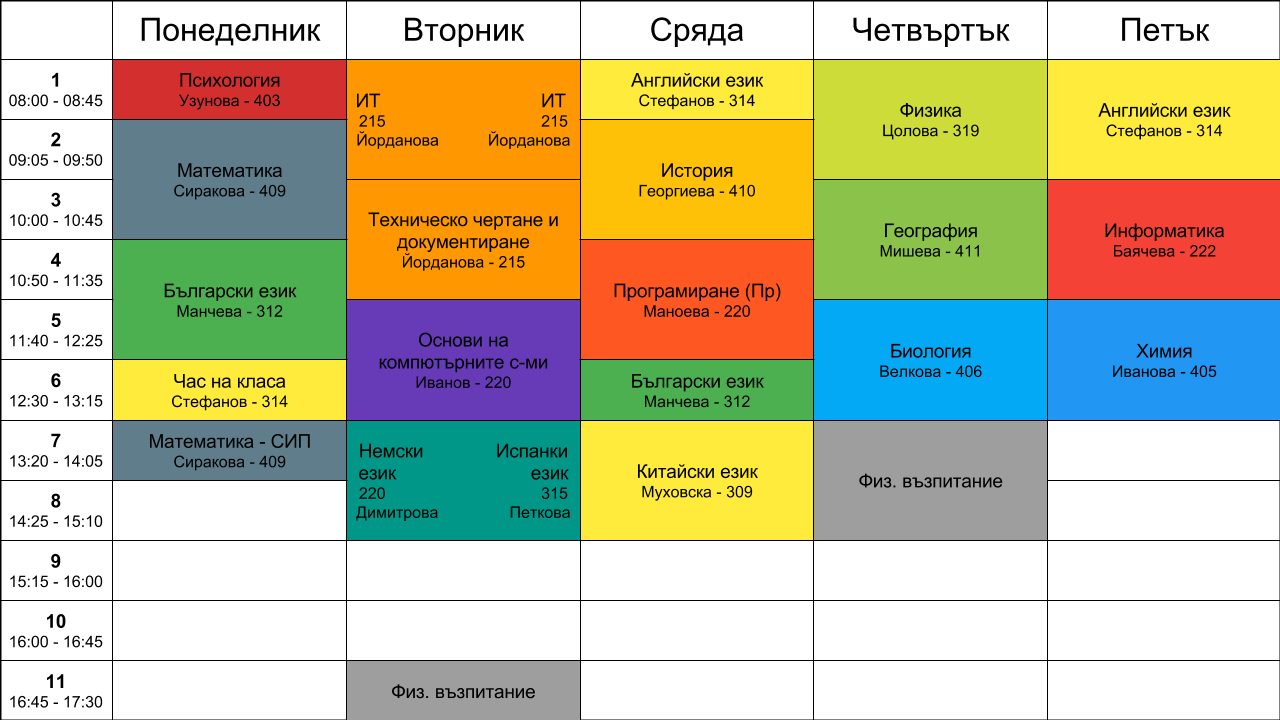 Понеделник
Вторник
Сряда
Четвъртък
Петък
1
08:00 - 08:45
Психология
Узунова - 403
ИТ
215
Йорданова
ИТ
215
Йорданова
Английски език
Стефанов - 314
Физика
Цолова - 319
Английски език
Стефанов - 314
2
09:05 - 09:50
Математика
Сиракова - 409
История
Георгиева - 410
3
10:00 - 10:45
Техническо чертане и
документиране
Йорданова - 215
География
Мишева - 411
Информатика
Баячева - 222
4
10:50 - 11:35
Български език
Манчева - 312
Програмиране (Пр)
Маноева - 220
5
11:40 - 12:25
Основи на
компютърните с-ми
Иванов - 220
Биология
Велкова - 406
Химия
Иванова - 405
6
12:30 - 13:15
Час на класа
Стефанов - 314
Български език
Манчева - 312
7
13:20 - 14:05
Математика - СИП
Сиракова - 409
Немски
език
220
Димитрова
Испанки
език
315
Петкова
Китайски език
Муховска - 309
Физ. възпитание
8
14:25 - 15:10
9
15:15 - 16:00
10
16:00 - 16:45
11
16:45 - 17:30
Физ. възпитание